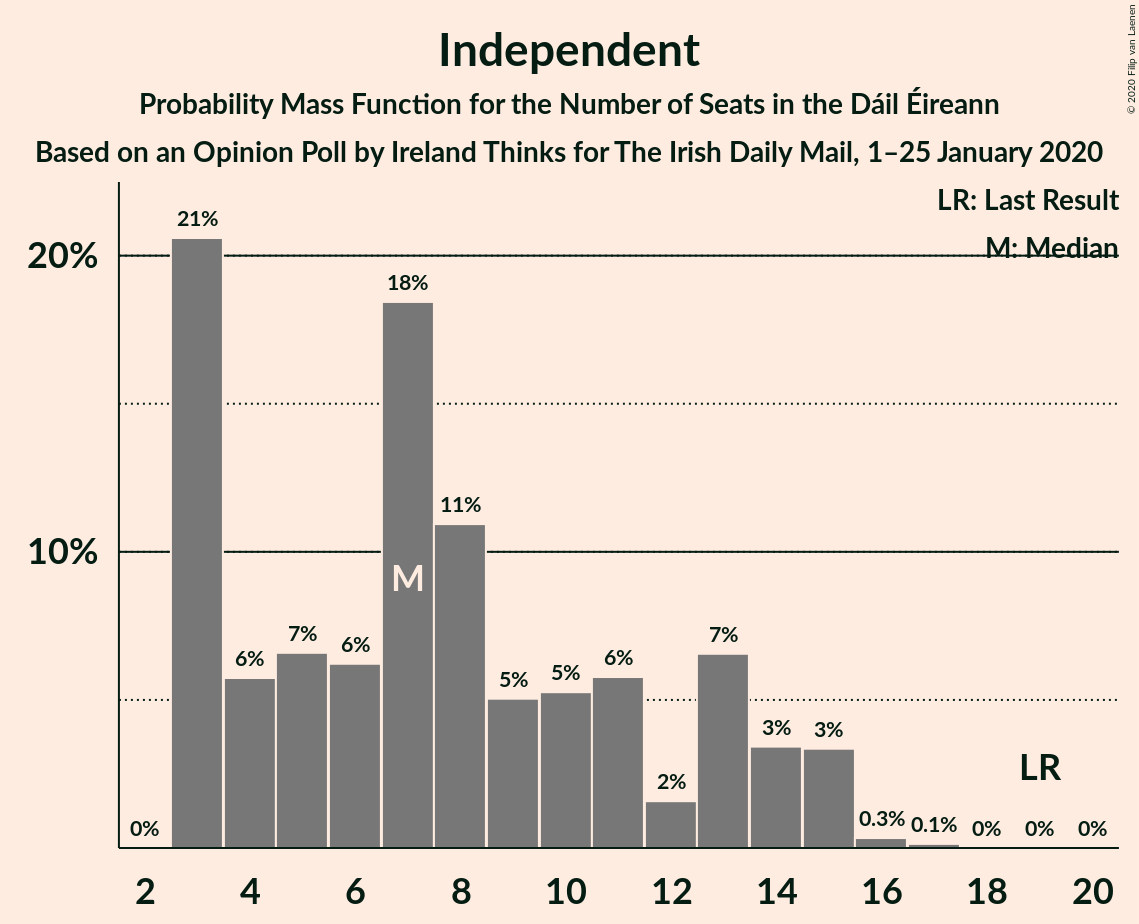 Independent
Probability Mass Function for the Number of Seats in the Dáil Éireann
Based on an Opinion Poll by Ireland Thinks for The Irish Daily Mail, 1–25 January 2020
© 2020 Filip van Laenen
LR: Last Result
M: Median
20%
10%
0%
21%
6%
7%
6%
18%
11%
5%
5%
6%
2%
7%
3%
3%
0.3%
0.1%
0%
0%
0%
M
LR
2 4 6 8 10 12 14 16 18 20